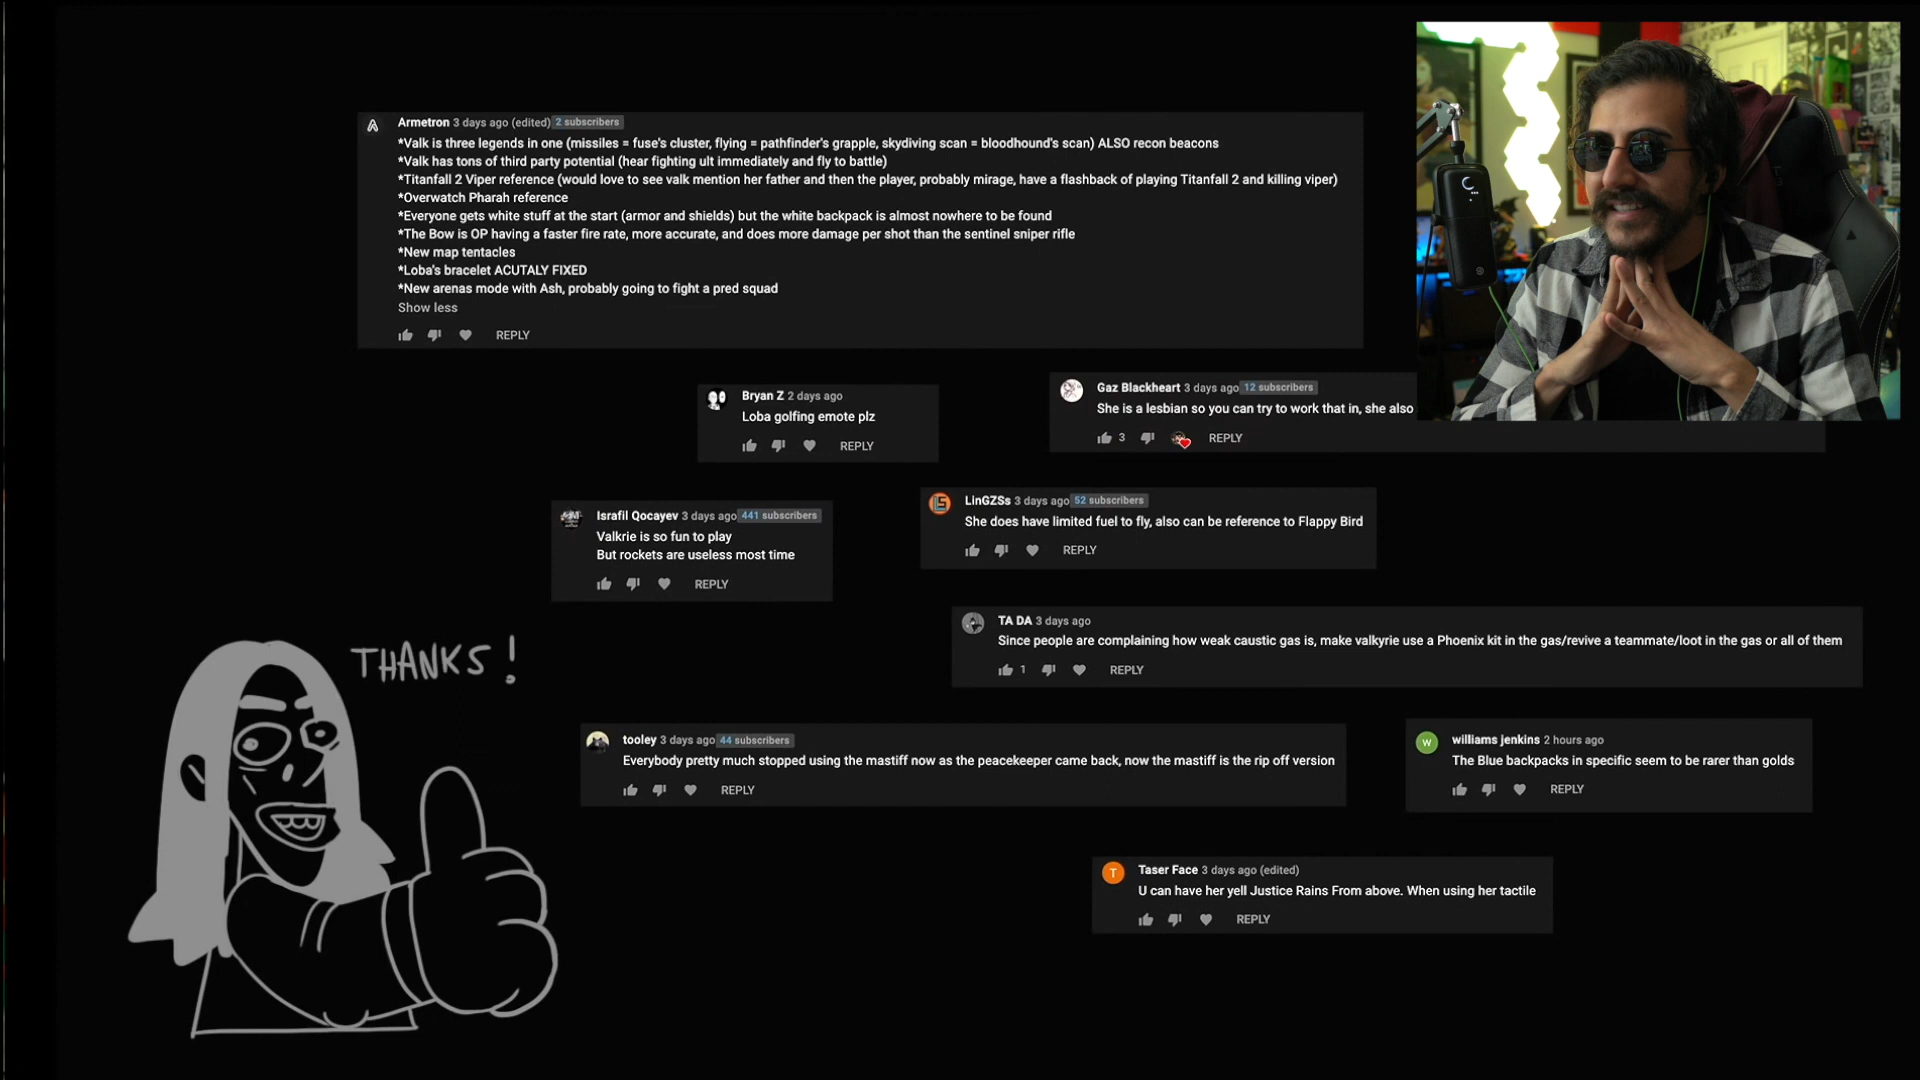 Armetron 3 days ago (edited) 2 subscribers
*Valk is three legends in one (missiles = fuse's cluster, flying = pathfinder's grapple, skydiving scan = bloodhound's scan) ALSO recon beacons
*Valk has tons of third party potential (hear fighting ult immediately and fly to battle)
*Titanfall 2 Viper reference (would love to see valk mention her father and then the player, probably mirage, have a flashback of playing Titanfall 2 and killing viper)
*Overwatch Pharah reference
*Everyone gets white stuff at the start (armor and shields) but the white backpack is almost nowhere to be found
*The Bow is OP having a faster fire rate, more accurate, and does more damage per shot than the sentinel sniper rifle
*New map tentacles
*Loba's bracelet ACUTALY FIXED
*New arenas mode with Ash, probably going to fight a pred squad
Show less
REPLY
Bryan Z 2 days ago
Loba golfing emote plz
REPLY
Gaz Blackheart 3 days ago 12 subscribers
She is a lesbian so you can try to work that in, she also
3 REPLY
Israfil Qocayev 3 days ago 441 subscribers
Valkrie is so fun to play
But rockets are useless most time
REPLY
LinGZSs 3 days ago 52 subscribers
She does have limited fuel to fly, also can be reference to Flappy Bird
REPLY
TA DA 3 days ago
Since people are complaining how weak caustic gas is, make valkyrie use a Phoenix kit in the gas/revive a teammate/loot in the gas or all of them
1 REPLY
THANKS!
tooley 3 days ago 44 subscribers
Everybody pretty much stopped using the mastiff now as the peacekeeper came back, now the mastiff is the rip off version
REPLY
W
williams jenkins 2 hours ago
The Blue backpacks in specific seem to be rarer than golds
REPLY
T
Taser Face 3 days ago (edited)
U can have her yell Justice Rains From above. When using her tactile
REPLY